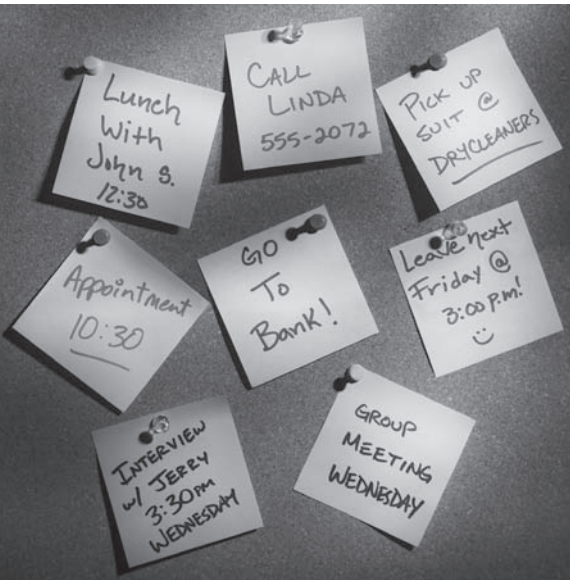 Lunch
With
John S.
12:30
CALL
LINDA
555-2072
PICK UP
SUIT @
DRYCLEANERS
Appointment
10:30
GO
To
Bank!
Leave next
Friday @
3:00 p.m!
INTERVIEW
w/ JERRY
3:30PM
WEDNESDAY
GROUP
MEETING
WEDNESDAY